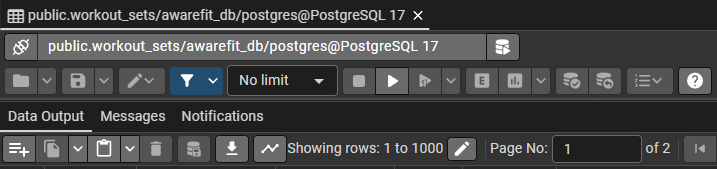 public.workout_sets/awarefit_db/postgres@PostgreSQL 17
public.workout_sets/awarefit_db/postgres@PostgreSQL 17
No limit
E
Data Output Messages Notifications
Showing rows: 1 to 1000 Page No: 1 of 2